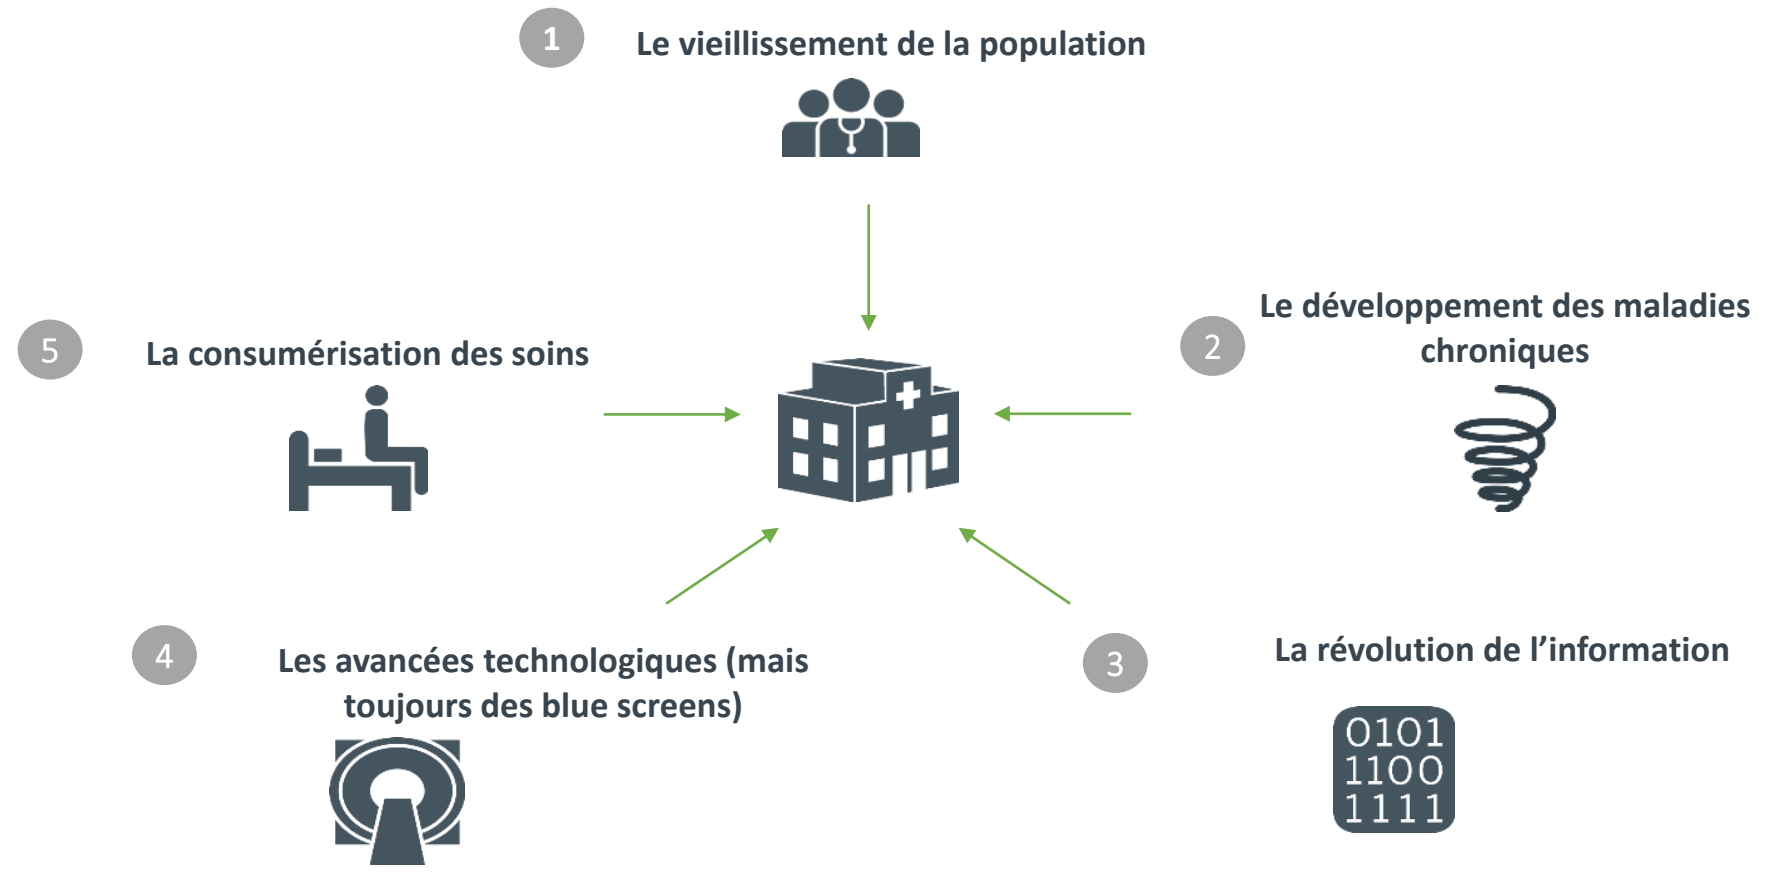 1
Le vieillissement de la population
2
Le développement des maladies
chroniques
3
La révolution de l’information
0101
1100
1111
4
Les avancées technologiques (mais
toujours des blue screens)
5
La consumérisation des soins